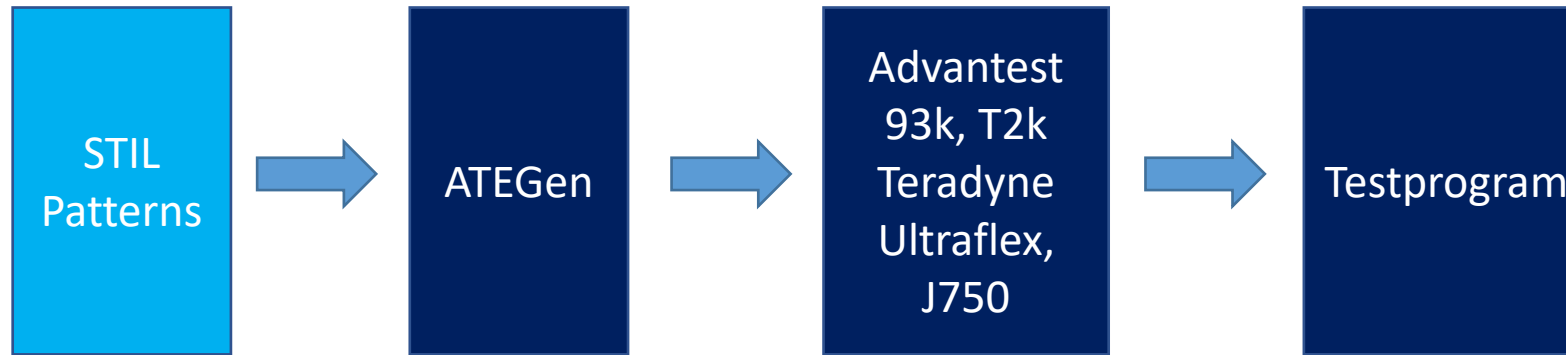 STIL
Patterns
ATEGen
Advantest
93k, T2k
Teradyne
Ultraflex,
J750
Testprogram